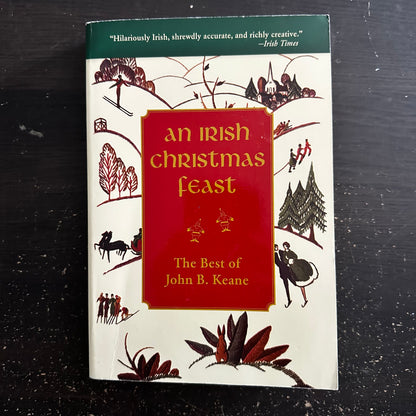 “Hilariously Irish, shrewdly accurate, and richly creative.”
—Irish Times
AN IRISH
CHRISTMAS
FEAST
The Best of
John B. Keane